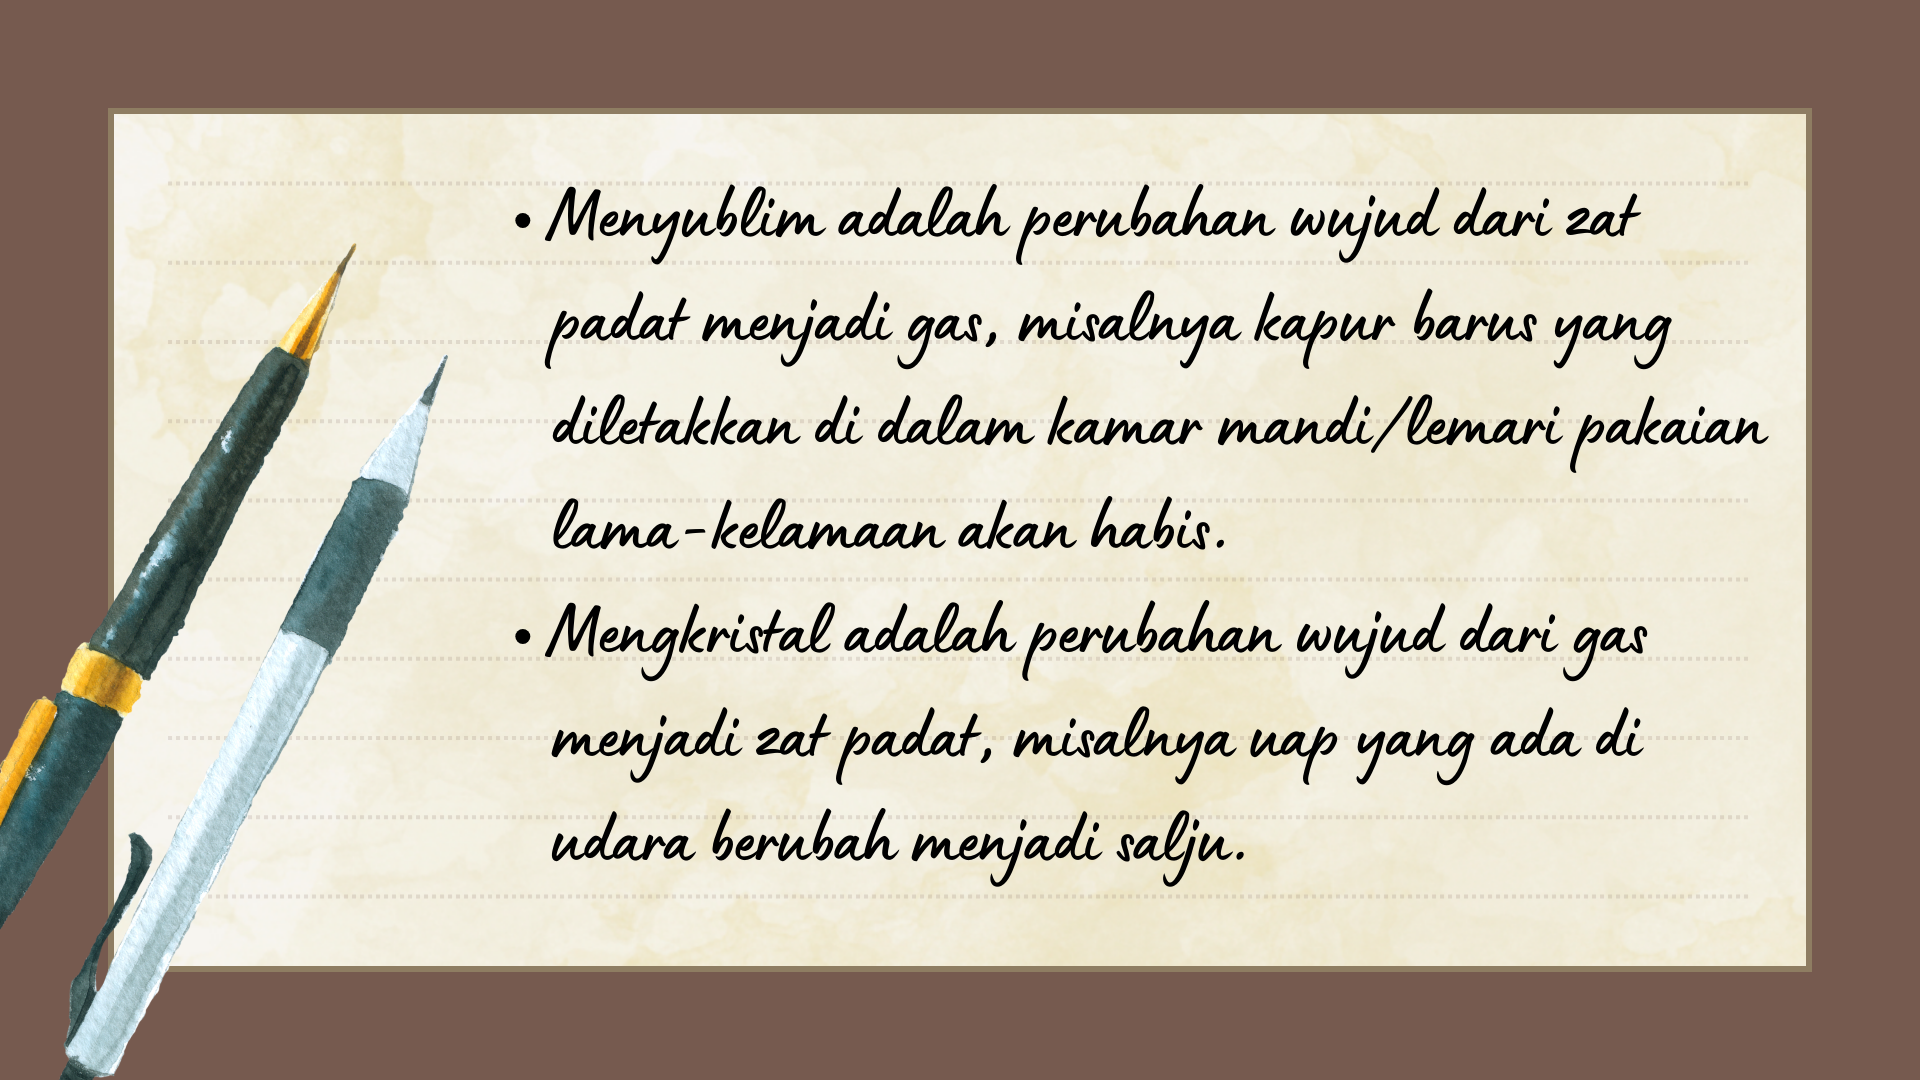 • Menyublim adalah perubahan wujud dari zat
padat menjadi gas, misalnya kapur barus yang
diletakkan di dalam kamar mandi/lemari pakaian
lama-kelamaan akan habis.
• Mengkristal adalah perubahan wujud dari gas
menjadi zat padat, misalnya uap yang ada di
udara berubah menjadi salju.